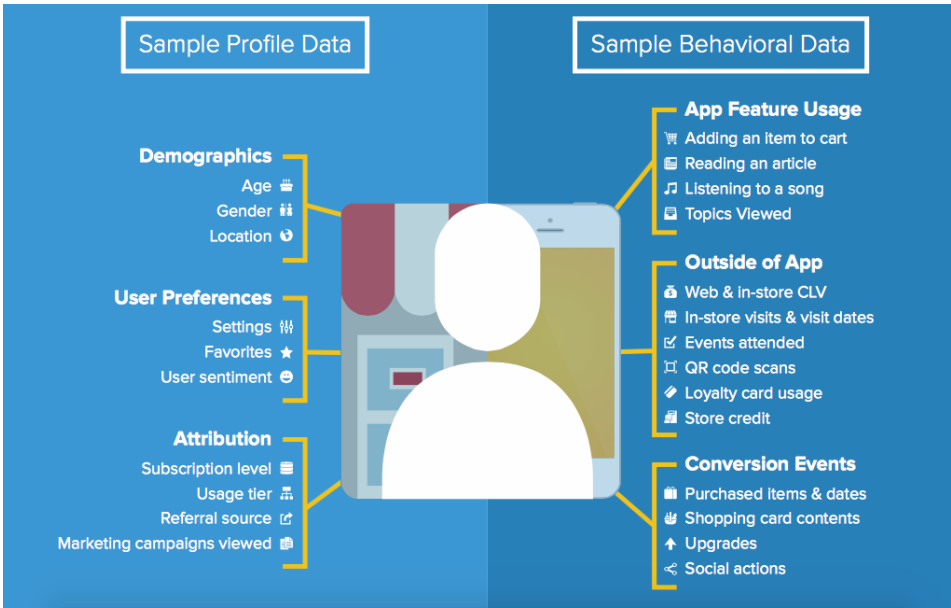 Sample Profile Data
Demographics
Age
Gender
Location
User Preferences
Settings
Favorites
User sentiment
Attribution
Subscription level
Usage tier
Referral source
Marketing campaigns viewed
Sample Behavioral Data
App Feature Usage
Adding an item to cart
Reading an article
Listening to a song
Topics Viewed
Outside of App
Web & in-store CLV
In-store visits & visit dates
Events attended
QR code scans
Loyalty card usage
Store credit
Conversion Events
Purchased items & dates
Shopping card contents
Upgrades
Social actions